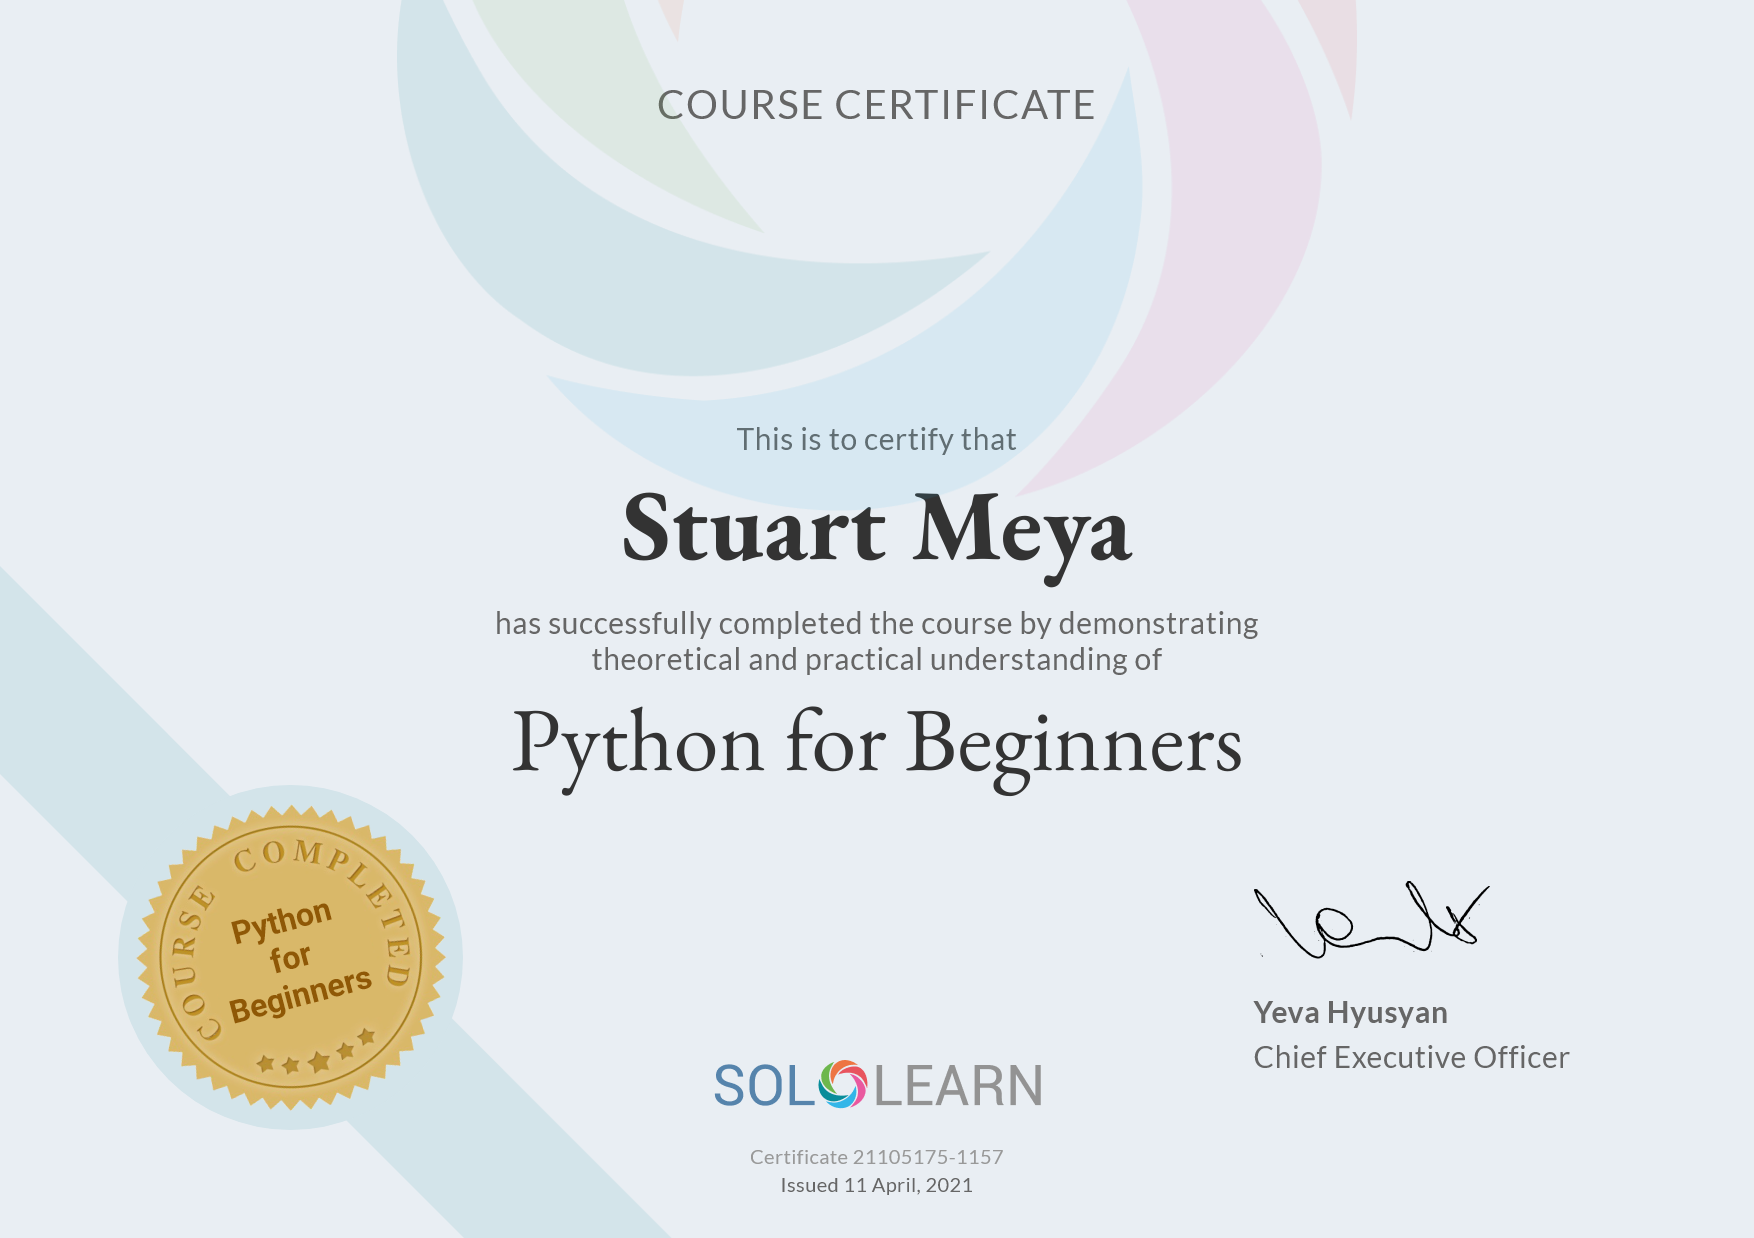 COURSE CERTIFICATE
This is to certify that
Stuart Meya
has successfully completed the course by demonstrating
theoretical and practical understanding of
Python for Beginners
COURSE COMPLETED
Python
for
Beginners
Yeva Hyusyan
Chief Executive Officer
SOLOLEARN
Certificate 21105175-1157
Issued 11 April, 2021